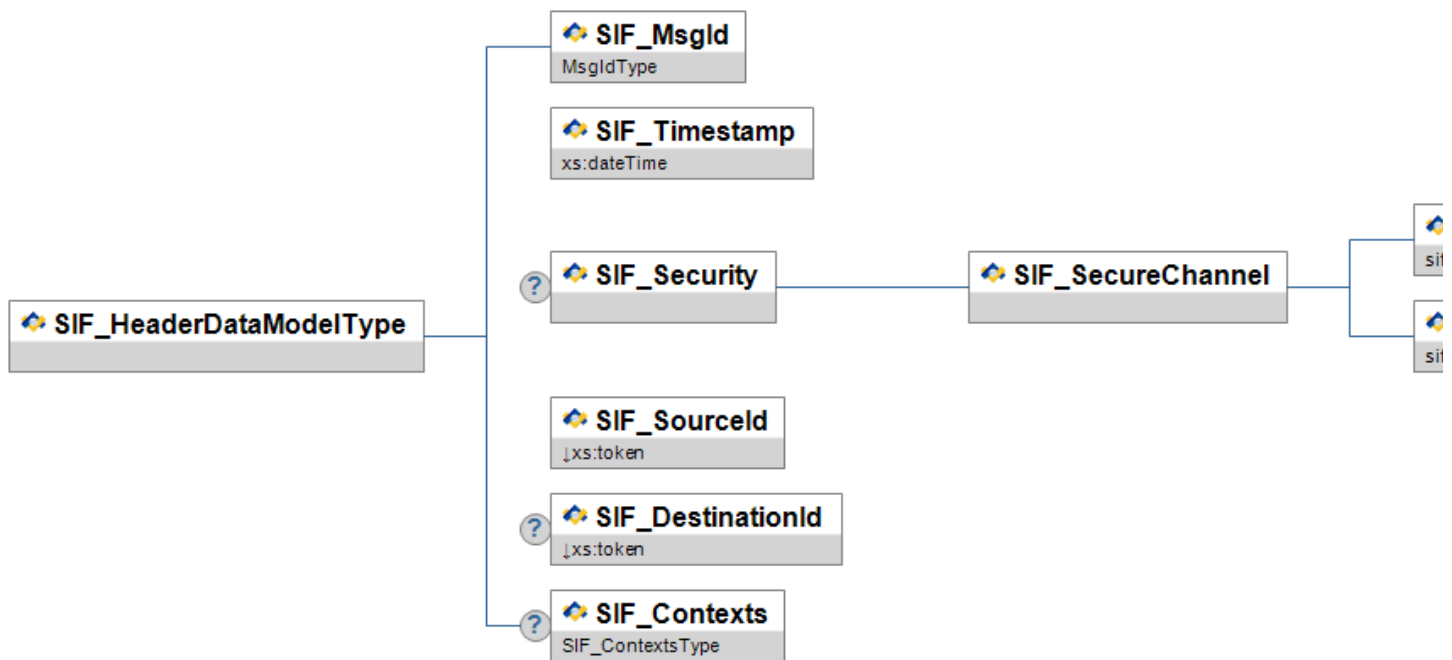 SIF_MsgId
MsgIdType
SIF_Timestamp
xs:dateTime
?
SIF_Security
SIF_SecureChannel
SIF_HeaderDataModelType
SIF_SourceId
↓xs:token
?
SIF_DestinationId
↓xs:token
?
SIF_Contexts
SIF_ContextsType